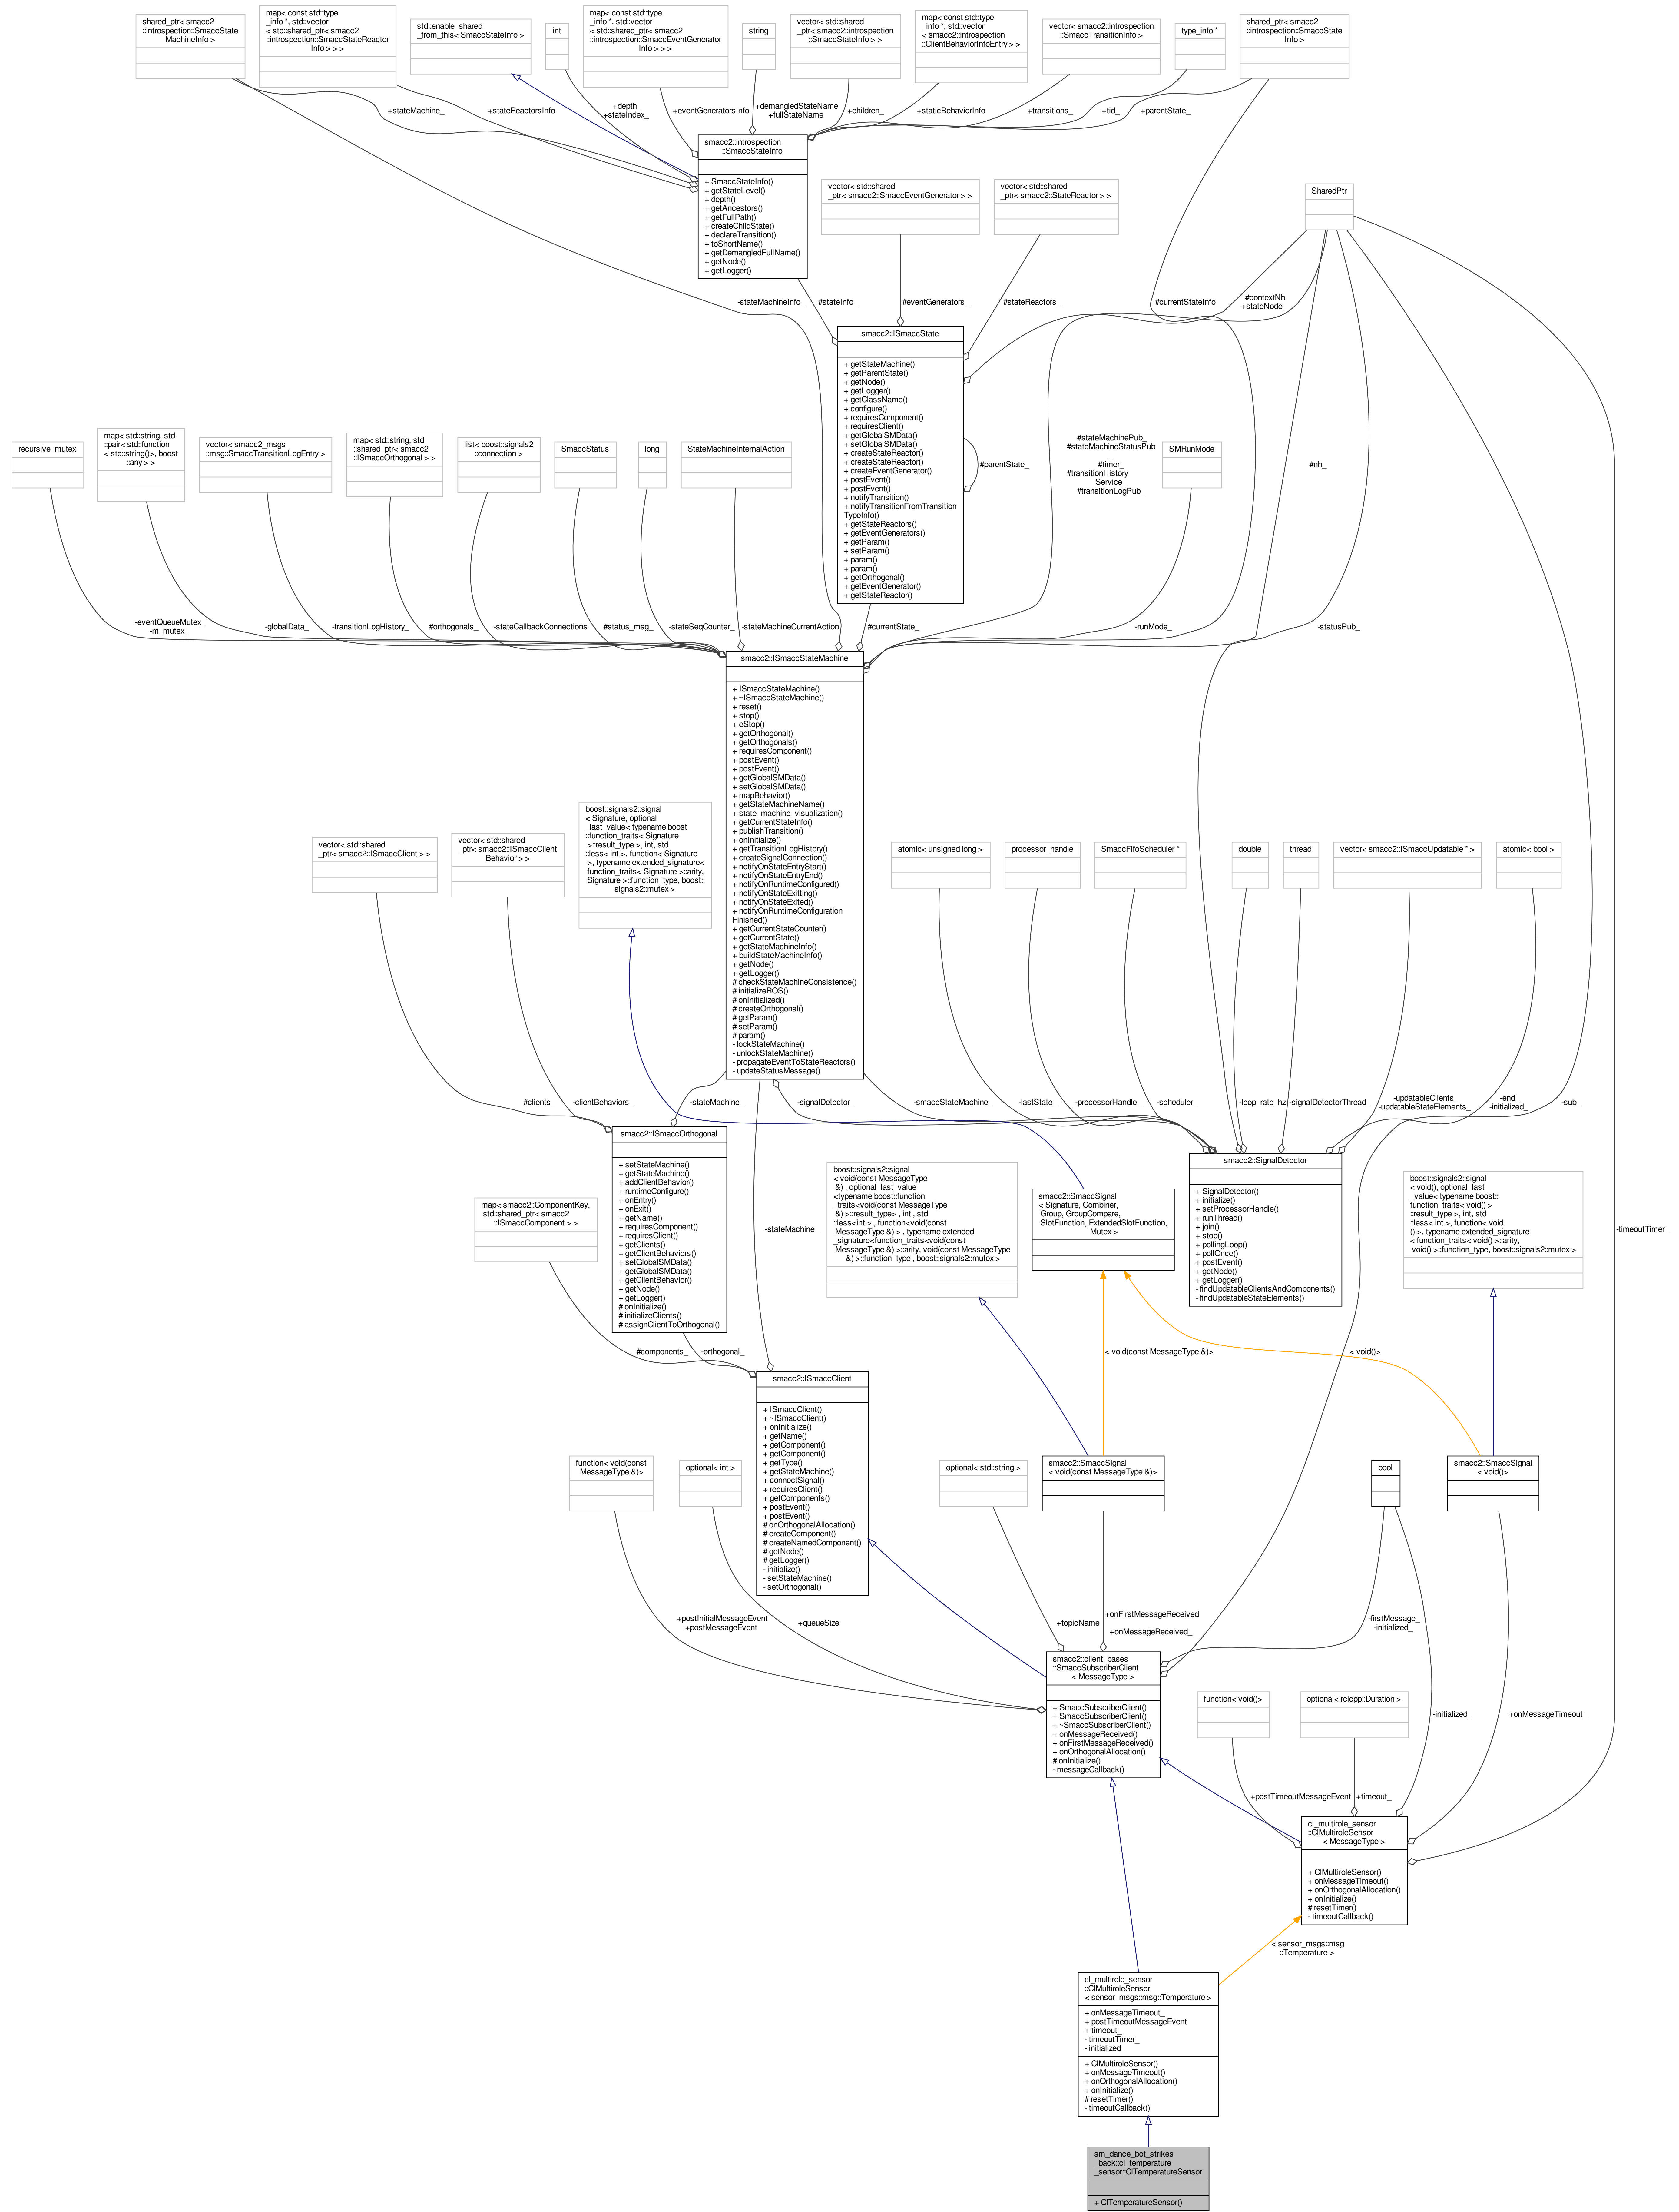 shared_ptr< smacc2
::introspection::SmaccState
MachineInfo >
map< const std::type
_info *, std::vector
< std::shared_ptr< smacc2
::introspection::SmaccStateReactor
Info > > >
std::enable_shared
_from_this< SmaccStateInfo >
int
map< const std::type
_info *, std::vector
< std::shared_ptr< smacc2
::introspection::SmaccEventGenerator
Info > > >
string
vector< std::shared
_ptr< smacc2::introspection
::SmaccStateInfo > >
map< const std::type
_info *, std::vector
< smacc2::introspection
::ClientBehaviorInfoEntry > >
vector< smacc2::introspection
::SmaccTransitionInfo >
type_info *
shared_ptr< smacc2
::introspection::SmaccState
Info >
+stateMachine_
+stateReactorsInfo
+depth_
+stateIndex_
+eventGeneratorsInfo
+demangledStateName
+fullStateName
+children_
+staticBehaviorInfo
+transitions_
+tid_
+parentState_
smacc2::introspection
::SmaccStateInfo
+ SmaccStateInfo()
+ getStateLevel()
+ depth()
+ getAncestors()
+ getFullPath()
+ createChildState()
+ declareTransition()
+ toShortName()
+ getDemangledFullName()
+ getNode()
+ getLogger()
vector< std::shared
_ptr< smacc2::SmaccEventGenerator > >
vector< std::shared
_ptr< smacc2::StateReactor > >
SharedPtr
-stateMachineInfo_
#stateInfo_
#eventGenerators_
#stateReactors_
#currentStateInfo_
#contextNh
+stateNode_
smacc2::ISmaccState
+ getStateMachine()
+ getParentState()
+ getNode()
+ getLogger()
+ getClassName()
+ configure()
+ requiresComponent()
+ requiresClient()
+ getGlobalSMData()
+ setGlobalSMData()
+ createStateReactor()
+ createStateReactor()
+ createEventGenerator()
+ postEvent()
+ postEvent()
+ notifyTransition()
+ notifyTransitionFromTransition
TypeInfo()
+ getStateReactors()
+ getEventGenerators()
+ getParam()
+ setParam()
+ param()
+ param()
+ getOrthogonal()
+ getEventGenerator()
+ getStateReactor()
#parentState_
recursive_mutex
map< std::string, std
::pair< std::function
< std::string()>, boost
::any > >
vector< smacc2_msgs
::msg::SmaccTransitionLogEntry >
map< std::string, std
::shared_ptr< smacc2
::ISmaccOrthogonal > >
list< boost::signals2
::connection >
SmaccStatus
long
StateMachineInternalAction
#stateMachinePub_
#stateMachineStatusPub
_
#timer_
#transitionHistory
Service_
#transitionLogPub_
SMRunMode
#nh_
-eventQueueMutex_
-m_mutex_
-globalData_
-transitionLogHistory_
#orthogonals_
-stateCallbackConnections
#status_msg_
-stateSeqCounter_
-stateMachineCurrentAction
#currentState_
-runMode_
-statusPub_
smacc2::ISmaccStateMachine
+ ISmaccStateMachine()
+ ~ISmaccStateMachine()
+ reset()
+ stop()
+ eStop()
+ getOrthogonal()
+ getOrthogonals()
+ requiresComponent()
+ postEvent()
+ postEvent()
+ getGlobalSMData()
+ setGlobalSMData()
+ mapBehavior()
+ getStateMachineName()
+ state_machine_visualization()
+ getCurrentStateInfo()
+ publishTransition()
+ onInitialize()
+ getTransitionLogHistory()
+ createSignalConnection()
+ notifyOnStateEntryStart()
+ notifyOnStateEntryEnd()
+ notifyOnRuntimeConfigured()
+ notifyOnStateExitting()
+ notifyOnStateExited()
+ notifyOnRuntimeConfiguration
Finished()
+ getCurrentStateCounter()
+ getCurrentState()
+ getStateMachineInfo()
+ buildStateMachineInfo()
+ getNode()
+ getLogger()
# checkStateMachineConsistence()
# initializeROS()
# onInitialized()
# createOrthogonal()
# getParam()
# setParam()
# param()
- lockStateMachine()
- unlockStateMachine()
- propagateEventToStateReactors()
- updateStatusMessage()
vector< std::shared
_ptr< smacc2::ISmaccClient > >
vector< std::shared
_ptr< smacc2::ISmaccClient
Behavior > >
boost::signals2::signal
< Signature, optional
_last_value< typename boost
::function_traits< Signature
>::result_type >, int, std
::less< int >, function< Signature
>, typename extended_signature<
function_traits< Signature >::arity,
Signature >::function_type, boost::
signals2::mutex >
atomic< unsigned long >
processor_handle
SmaccFifoScheduler *
double
thread
vector< smacc2::ISmaccUpdatable * >
atomic< bool >
#clients_
-clientBehaviors_
-stateMachine_
-signalDetector_
-smaccStateMachine_
-lastState_
-processorHandle_
-scheduler_
-loop_rate_hz
-signalDetectorThread_
-updatableClients_
-updatableStateElements_
-end_
-initialized_
-sub_
smacc2::ISmaccOrthogonal
+ setStateMachine()
+ getStateMachine()
+ addClientBehavior()
+ runtimeConfigure()
+ onEntry()
+ onExit()
+ getName()
+ requiresComponent()
+ requiresClient()
+ getClients()
+ getClientBehaviors()
+ setGlobalSMData()
+ getGlobalSMData()
+ getClientBehavior()
+ getNode()
+ getLogger()
# onInitialize()
# initializeClients()
# assignClientToOrthogonal()
map< smacc2::ComponentKey,
std::shared_ptr< smacc2
::ISmaccComponent > >
-stateMachine_
boost::signals2::signal
< void(const MessageType
&) , optional_last_value
<typename boost::function
_traits<void(const MessageType
&) >::result_type> , int , std
::less<int > , function<void(const
MessageType &) > , typename extended
_signature<function_traits<void(const
MessageType &) >::arity, void(const MessageType
&) >::function_type , boost::signals2::mutex >
smacc2::SmaccSignal
< Signature, Combiner,
Group, GroupCompare,
SlotFunction, ExtendedSlotFunction,
Mutex >
smacc2::SignalDetector
+ SignalDetector()
+ initialize()
+ setProcessorHandle()
+ runThread()
+ join()
+ stop()
+ pollingLoop()
+ pollOnce()
+ postEvent()
+ getNode()
+ getLogger()
- findUpdatableClientsAndComponents()
- findUpdatableStateElements()
boost::signals2::signal
< void(), optional_last
_value< typename boost::
function_traits< void() >
::result_type >, int, std
::less< int >, function< void
() >, typename extended_signature
< function_traits< void() >::arity,
void() >::function_type, boost::signals2::mutex >
-timeoutTimer_
#components_
-orthogonal_
< void(const MessageType &)>
< void()>
smacc2::ISmaccClient
+ ISmaccClient()
+ ~ISmaccClient()
+ onInitialize()
+ getName()
+ getComponent()
+ getComponent()
+ getType()
+ getStateMachine()
+ connectSignal()
+ requiresClient()
+ getComponents()
+ postEvent()
+ postEvent()
# onOrthogonalAllocation()
# createComponent()
# createNamedComponent()
# getNode()
# getLogger()
- initialize()
- setStateMachine()
- setOrthogonal()
function< void(const
MessageType &)>
optional< int >
optional< std::string >
smacc2::SmaccSignal
< void(const MessageType &)>
bool
smacc2::SmaccSignal
< void()>
+postInitialMessageEvent
+postMessageEvent
+queueSize
+topicName
+onFirstMessageReceived
_
+onMessageReceived_
-firstMessage_
-initialized_
smacc2::client_bases
::SmaccSubscriberClient
< MessageType >
+ SmaccSubscriberClient()
+ SmaccSubscriberClient()
+ ~SmaccSubscriberClient()
+ onMessageReceived()
+ onFirstMessageReceived()
+ onOrthogonalAllocation()
# onInitialize()
- messageCallback()
function< void()>
optional< rclcpp::Duration >
-initialized_
+onMessageTimeout_
+postTimeoutMessageEvent
+timeout_
cl_multirole_sensor
::ClMultiroleSensor
< MessageType >
+ ClMultiroleSensor()
+ onMessageTimeout()
+ onOrthogonalAllocation()
+ onInitialize()
# resetTimer()
- timeoutCallback()
< sensor_msgs::msg
::Temperature >
cl_multirole_sensor
::ClMultiroleSensor
< sensor_msgs::msg::Temperature >
+ onMessageTimeout_
+ postTimeoutMessageEvent
+ timeout_
- timeoutTimer_
- initialized_
+ ClMultiroleSensor()
+ onMessageTimeout()
+ onOrthogonalAllocation()
+ onInitialize()
# resetTimer()
- timeoutCallback()
sm_dance_bot_strikes
_back::cl_temperature
_sensor::ClTemperatureSensor
+ ClTemperatureSensor()